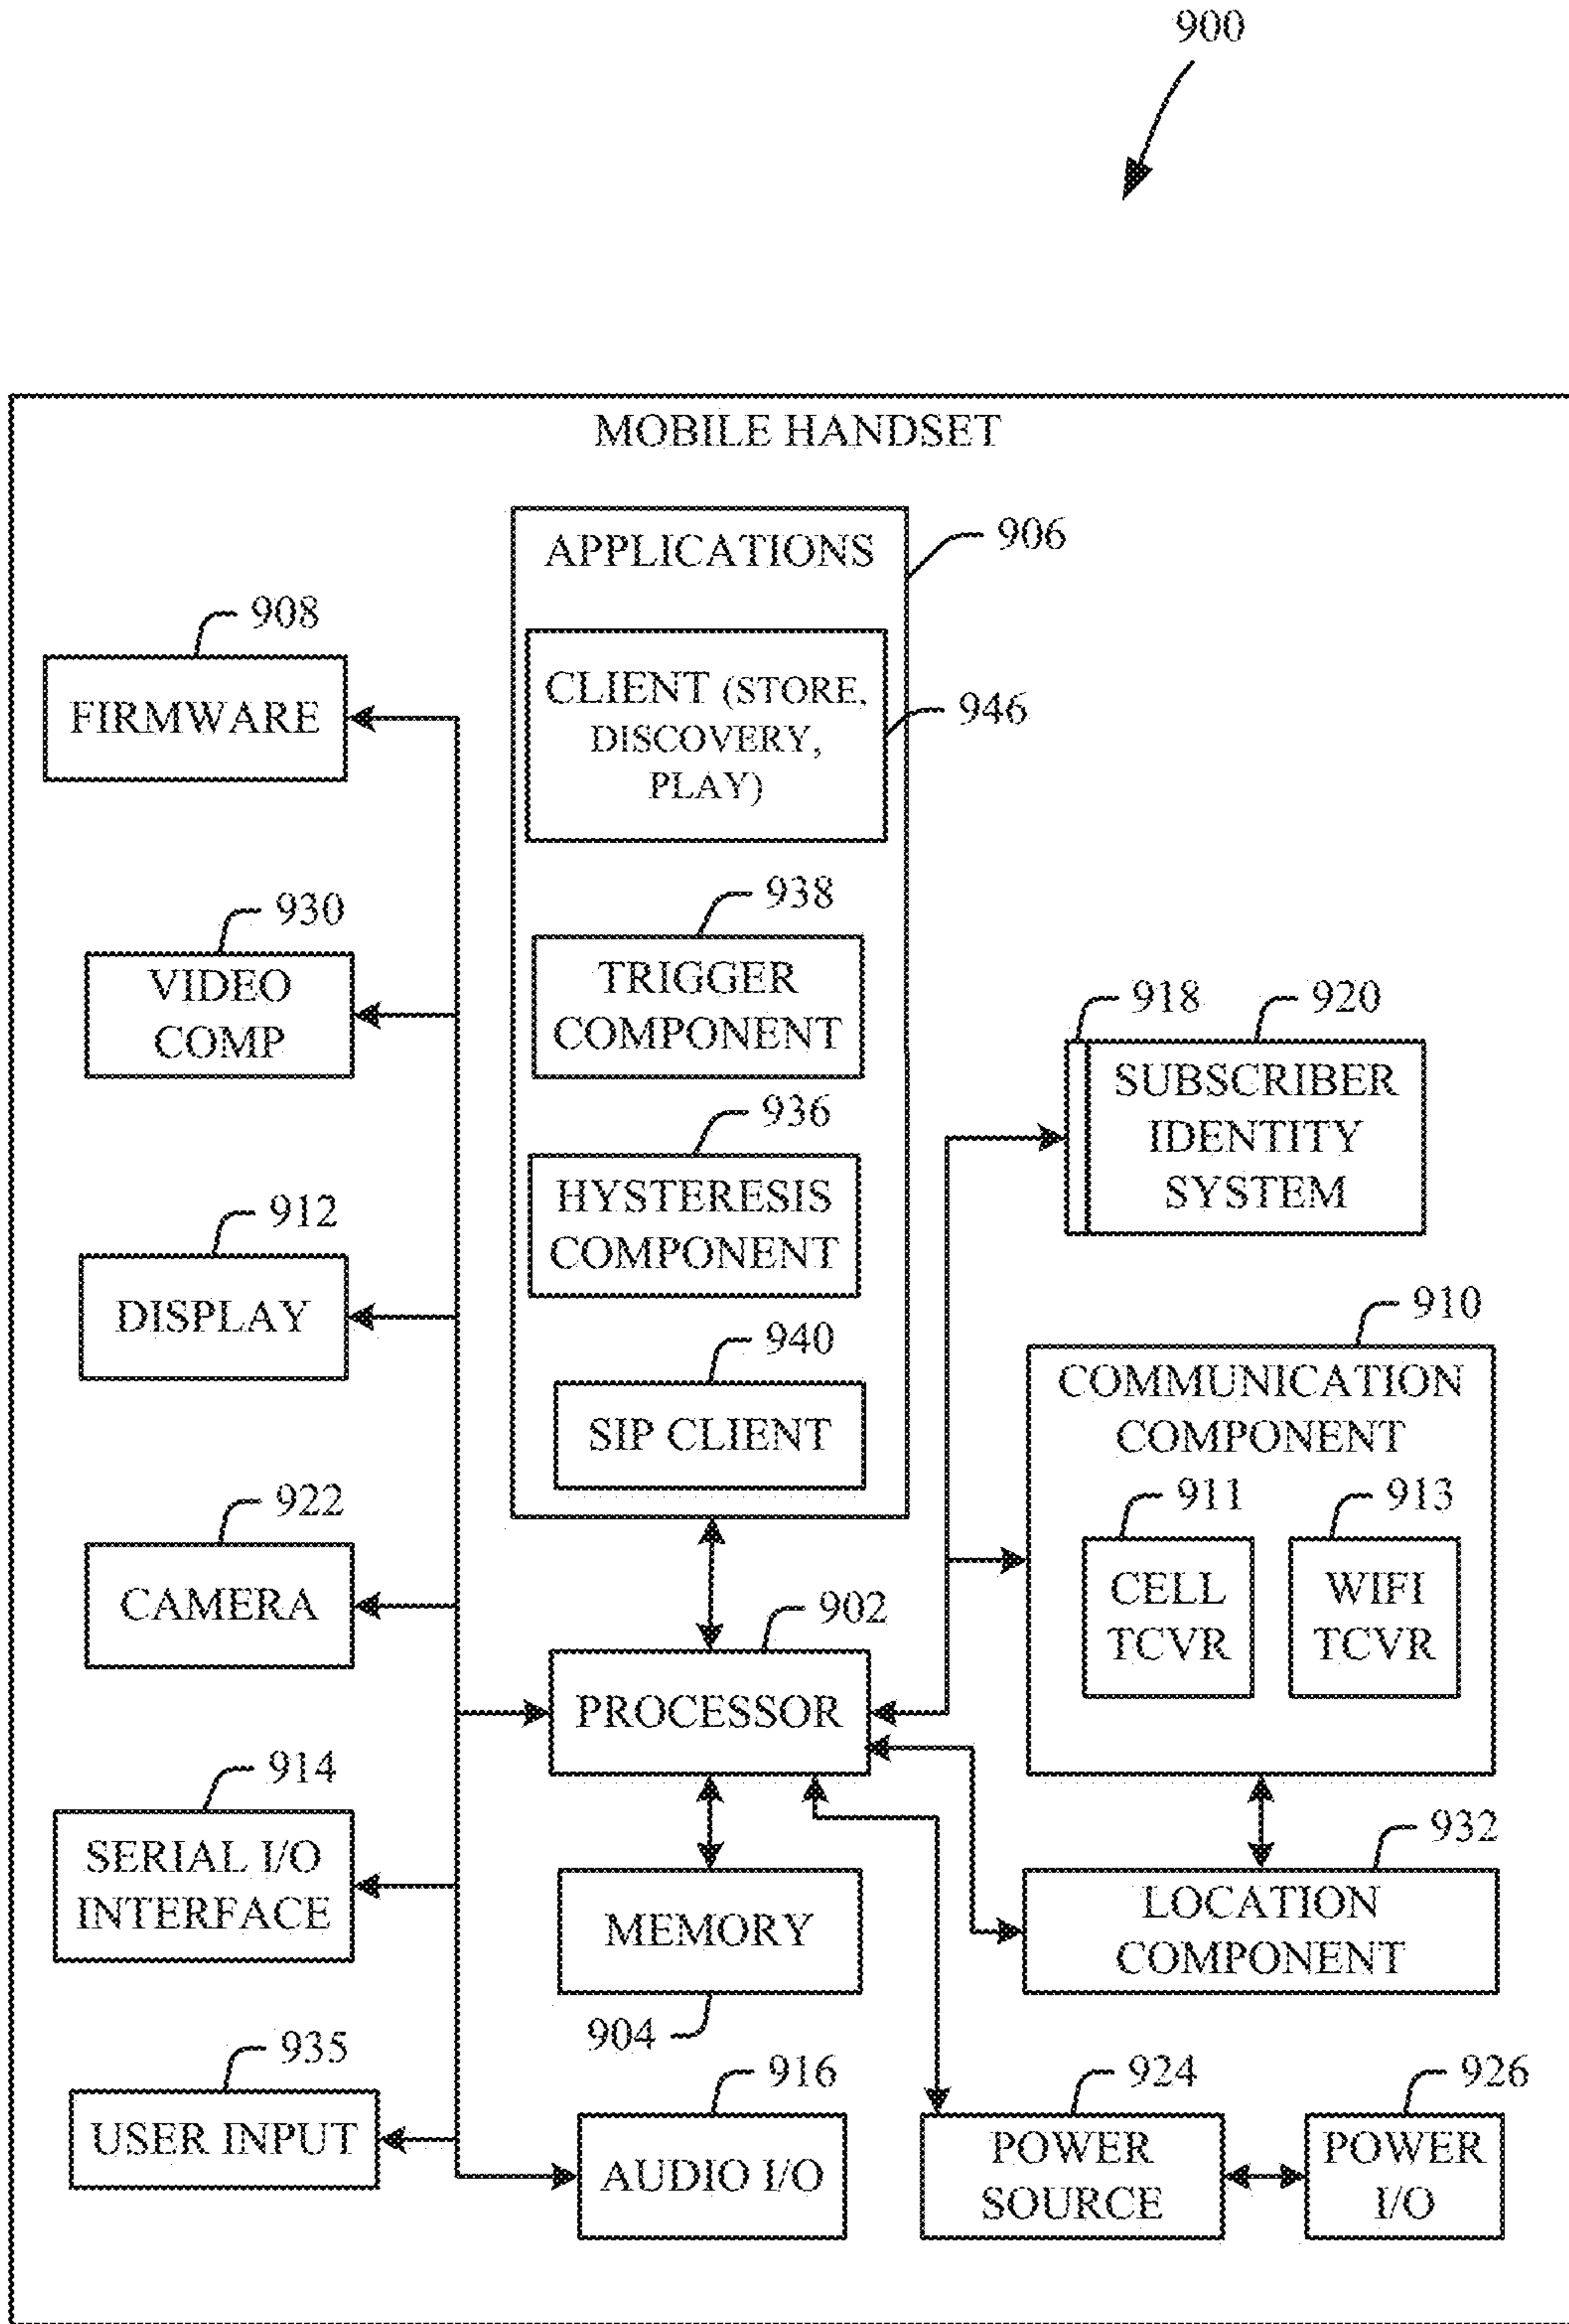 900
MOBILE HANDSET
APPLICATIONS
906
CLIENT (STORE,
DISCOVERY,
PLAY)
946
938
TRIGGER
COMPONENT
936
HYSTERESIS
COMPONENT
940
SIP CLIENT
908
FIRMWARE
930
VIDEO
COMP
912
DISPLAY
922
CAMERA
914
SERIAL I/O
INTERFACE
935
USER INPUT
902
PROCESSOR
MEMORY
904
916
AUDIO I/O
918
920
SUBSCRIBER
IDENTITY
SYSTEM
910
COMMUNICATION
COMPONENT
911
CELL
TCVR
913
WIFI
TCVR
932
LOCATION
COMPONENT
924
POWER
SOURCE
926
POWER
I/O